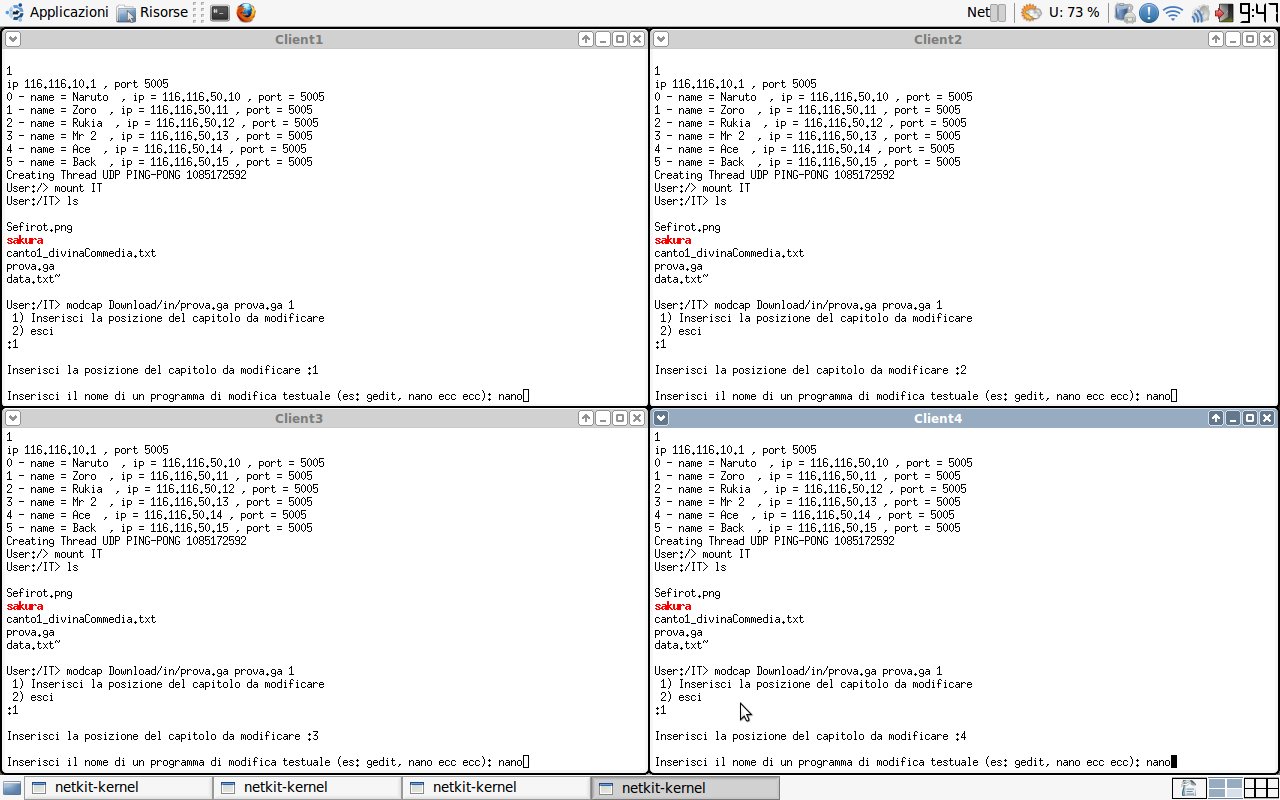 Applicazioni Risorse Net U: 73 % 9:47
Client1
1
ip 116.116.10.1 , port 5005
0 - name = Naruto , ip = 116.116.50.10 , port = 5005
1 - name = Zoro , ip = 116.116.50.11 , port = 5005
2 - name = Rukia , ip = 116.116.50.12 , port = 5005
3 - name = Mr 2 , ip = 116.116.50.13 , port = 5005
4 - name = Ace , ip = 116.116.50.14 , port = 5005
5 - name = Back , ip = 116.116.50.15 , port = 5005
Creating Thread UDP PING-PONG 1085172592
User:/> mount IT
User:/IT> ls
Sefirot.png
sakura
canto1_divinaCommedia.txt
prova.ga
data.txt~
User:/IT> modcap Download/in/prova.ga prova.ga 1
1) Inserisci la posizione del capitolo da modificare
2) esci
:1
Inserisci la posizione del capitolo da modificare :1
Inserisci il nome di un programma di modifica testuale (es: gedit, nano ecc ecc): nano
Client2
1
ip 116.116.10.1 , port 5005
0 - name = Naruto , ip = 116.116.50.10 , port = 5005
1 - name = Zoro , ip = 116.116.50.11 , port = 5005
2 - name = Rukia , ip = 116.116.50.12 , port = 5005
3 - name = Mr 2 , ip = 116.116.50.13 , port = 5005
4 - name = Ace , ip = 116.116.50.14 , port = 5005
5 - name = Back , ip = 116.116.50.15 , port = 5005
Creating Thread UDP PING-PONG 1085172592
User:/> mount IT
User:/IT> ls
Sefirot.png
sakura
canto1_divinaCommedia.txt
prova.ga
data.txt~
User:/IT> modcap Download/in/prova.ga prova.ga 1
1) Inserisci la posizione del capitolo da modificare
2) esci
:1
Inserisci la posizione del capitolo da modificare :2
Inserisci il nome di un programma di modifica testuale (es: gedit, nano ecc ecc): nano
Client3
1
ip 116.116.10.1 , port 5005
0 - name = Naruto , ip = 116.116.50.10 , port = 5005
1 - name = Zoro , ip = 116.116.50.11 , port = 5005
2 - name = Rukia , ip = 116.116.50.12 , port = 5005
3 - name = Mr 2 , ip = 116.116.50.13 , port = 5005
4 - name = Ace , ip = 116.116.50.14 , port = 5005
5 - name = Back , ip = 116.116.50.15 , port = 5005
Creating Thread UDP PING-PONG 1085172592
User:/> mount IT
User:/IT> ls
Sefirot.png
sakura
canto1_divinaCommedia.txt
prova.ga
data.txt~
User:/IT> modcap Download/in/prova.ga prova.ga 1
1) Inserisci la posizione del capitolo da modificare
2) esci
:1
Inserisci la posizione del capitolo da modificare :3
Inserisci il nome di un programma di modifica testuale (es: gedit, nano ecc ecc): nano
Client4
1
ip 116.116.10.1 , port 5005
0 - name = Naruto , ip = 116.116.50.10 , port = 5005
1 - name = Zoro , ip = 116.116.50.11 , port = 5005
2 - name = Rukia , ip = 116.116.50.12 , port = 5005
3 - name = Mr 2 , ip = 116.116.50.13 , port = 5005
4 - name = Ace , ip = 116.116.50.14 , port = 5005
5 - name = Back , ip = 116.116.50.15 , port = 5005
Creating Thread UDP PING-PONG 1085172592
User:/> mount IT
User:/IT> ls
Sefirot.png
sakura
canto1_divinaCommedia.txt
prova.ga
data.txt~
User:/IT> modcap Download/in/prova.ga prova.ga 1
1) Inserisci la posizione del capitolo da modificare
2) esci
:1
Inserisci la posizione del capitolo da modificare :4
Inserisci il nome di un programma di modifica testuale (es: gedit, nano ecc ecc): nano
netkit-kernel netkit-kernel netkit-kernel netkit-kernel